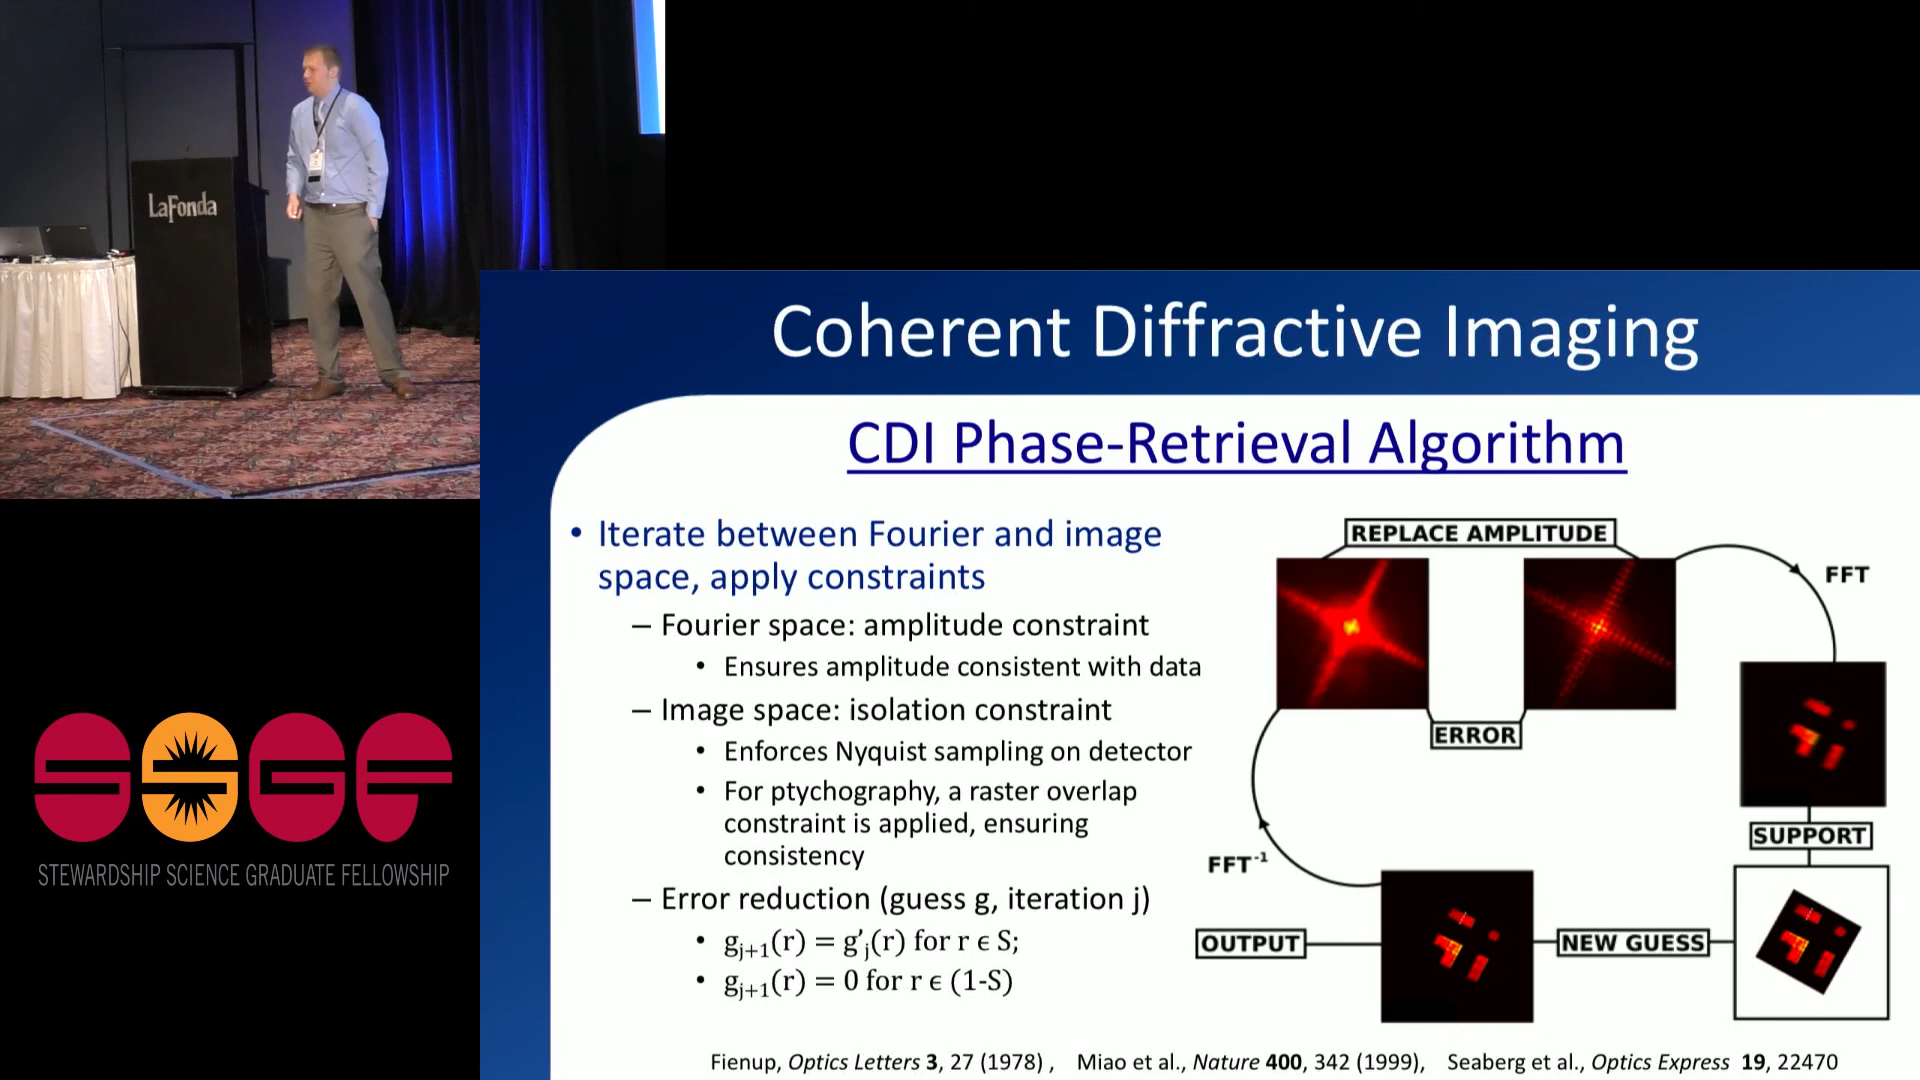 LaFonda
Coherent Diffractive Imaging
CDI Phase-Retrieval Algorithm
• Iterate between Fourier and image
space, apply constraints
– Fourier space: amplitude constraint
• Ensures amplitude consistent with data
– Image space: isolation constraint
• Enforces Nyquist sampling on detector
• For ptychography, a raster overlap
constraint is applied, ensuring
consistency
– Error reduction (guess g, iteration j)
• gj+1(r) = g’j(r) for r ϵ S;
• gj+1(r) = 0 for r ϵ (1-S)
REPLACE AMPLITUDE
FFT
ERROR
SUPPORT
FFT-1
OUTPUT
NEW GUESS
Fienup, Optics Letters 3, 27 (1978) , Miao et al., Nature 400, 342 (1999), Seaberg et al., Optics Express 19, 22470
SSGF
STEWARDSHIP SCIENCE GRADUATE FELLOWSHIP